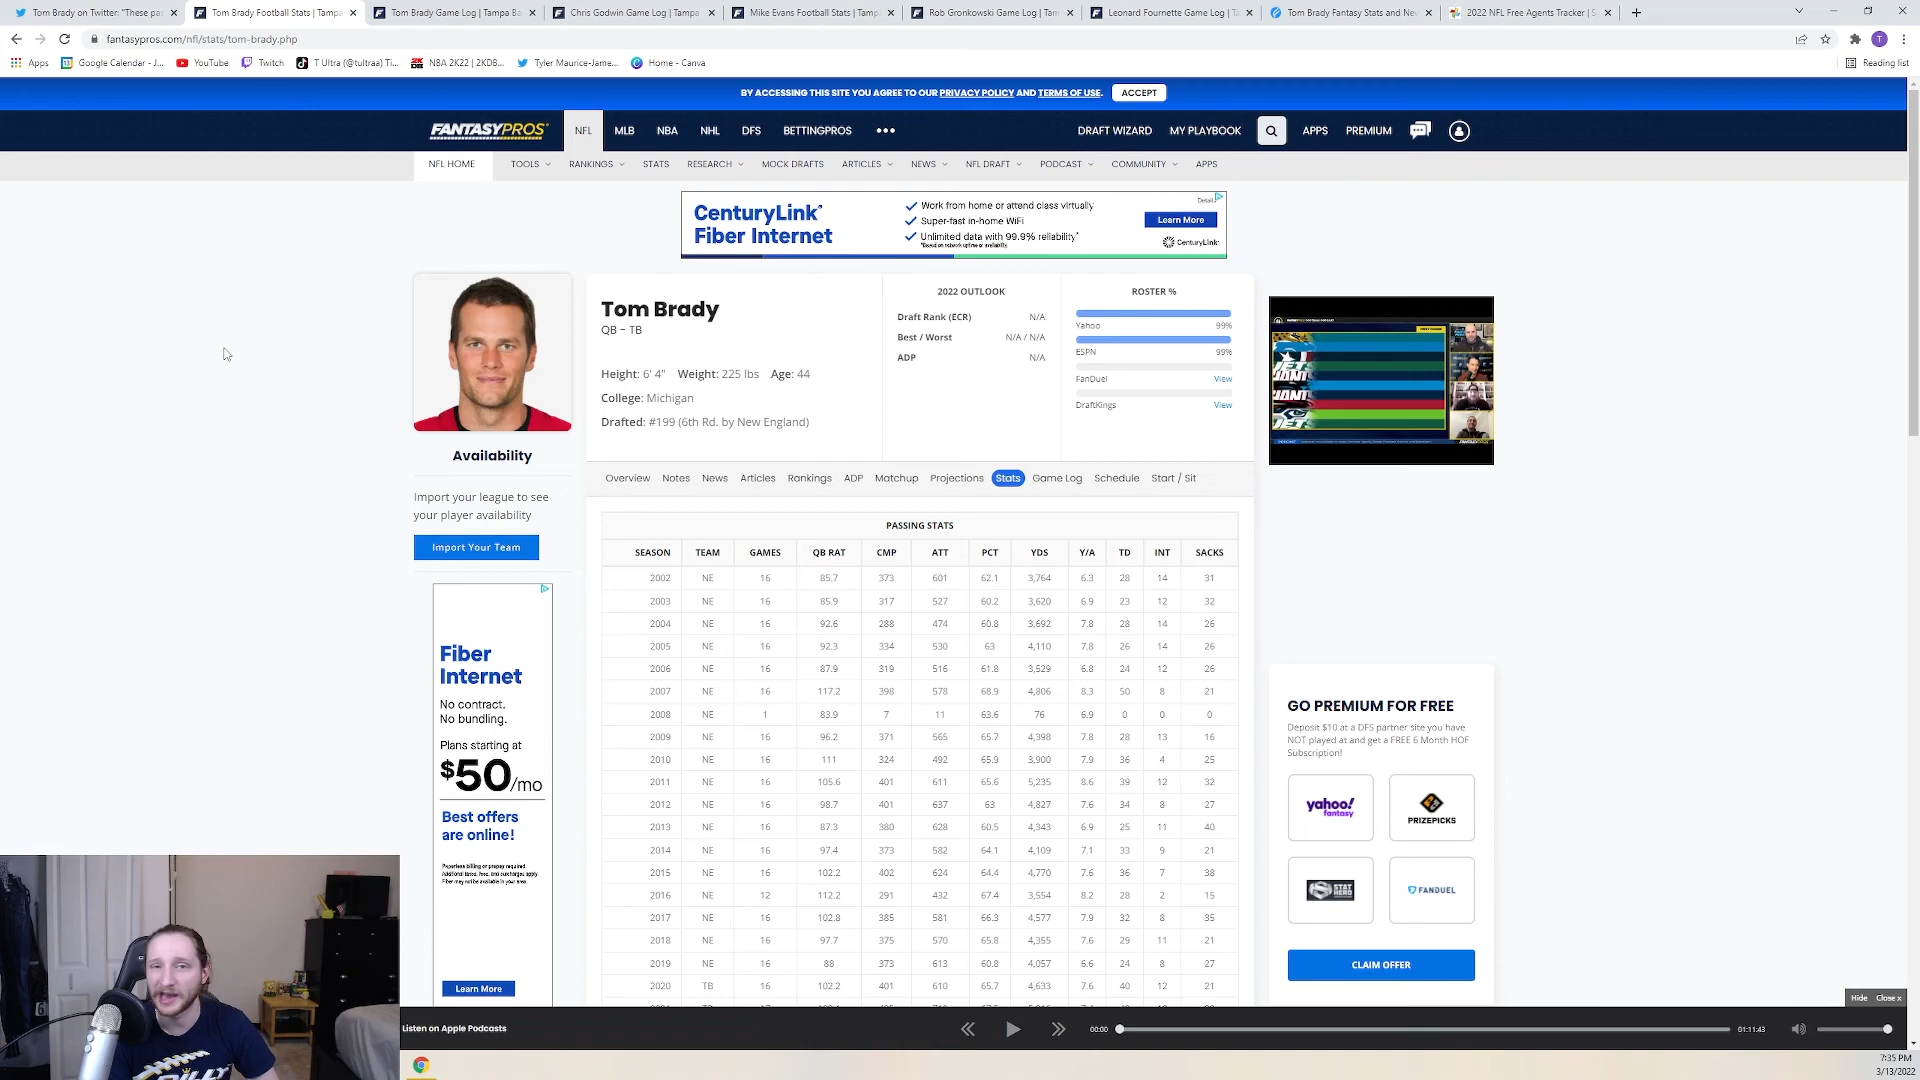 Tom Brady on Twitter: "These pas
Tom Brady Football Stats | Tampa
Tom Brady Game Log | Tampa Ba
Chris Godwin Game Log | Tampa
Mike Evans Football Stats | Tampa
Rob Gronkowski Game Log | Tam
Leonard Fournette Game Log | Ta
Tom Brady Fantasy Stats and New
2022 NFL Free Agents Tracker | S
fantasypros.com/nfl/stats/tom-brady.php
Apps
Google Calendar - J...
YouTube
Twitch
T Ultra (@tultraa) Ti...
NBA 2K22 | 2KDB...
Tyler Maurice-Jame...
Home - Canva
Reading list
BY ACCESSING THIS SITE YOU AGREE TO OUR PRIVACY POLICY AND TERMS OF USE. ACCEPT
FANTASYPROS NFL MLB NBA NHL DFS BETTINGPROS ••• DRAFT WIZARD MY PLAYBOOK APPS PREMIUM
NFL HOME TOOLS RANKINGS STATS RESEARCH MOCK DRAFTS ARTICLES NEWS NFL DRAFT PODCAST COMMUNITY APPS
CenturyLink
Fiber Internet
Work from home or attend class virtually
Super-fast in-home WiFi
Unlimited data with 99.9% reliability*
Details
Learn More
CenturyLink
Tom Brady
QB - TB
Height: 6' 4" Weight: 225 lbs Age: 44
College: Michigan
Drafted: #199 (6th Rd. by New England)
2022 OUTLOOK
Draft Rank (ECR) N/A
Best / Worst N/A / N/A
ADP N/A
ROSTER %
Yahoo 99%
ESPN 99%
FanDuel View
DraftKings View
Availability
Import your league to see
your player availability
Import Your Team
Overview Notes News Articles Rankings ADP Matchup Projections Stats Game Log Schedule Start / Sit
PASSING STATS
SEASON TEAM GAMES QB RAT CMP ATT PCT YDS Y/A TD INT SACKS
2002 NE 16 85.7 373 601 62.1 3,764 6.3 28 14 31
2003 NE 16 85.9 317 527 60.2 3,620 6.9 23 12 32
2004 NE 16 92.6 288 474 60.8 3,692 7.8 28 14 26
2005 NE 16 92.3 334 530 63 4,110 7.8 26 14 26
2006 NE 16 87.9 319 516 61.8 3,529 6.8 24 12 26
2007 NE 16 117.2 398 578 68.9 4,806 8.3 50 8 21
2008 NE 1 83.9 7 11 63.6 76 6.9 0 0 0
2009 NE 16 96.2 371 565 65.7 4,398 7.8 28 13 16
2010 NE 16 111 324 492 65.9 3,900 7.9 36 4 25
2011 NE 16 105.6 401 611 65.6 5,235 8.6 39 12 32
2012 NE 16 98.7 401 637 63 4,827 7.6 34 8 27
2013 NE 16 87.3 380 628 60.5 4,343 6.9 25 11 40
2014 NE 16 97.4 373 582 64.1 4,109 7.1 33 9 21
2015 NE 16 102.2 402 624 64.4 4,770 7.6 36 7 38
2016 NE 12 112.2 291 432 67.4 3,554 8.2 28 2 15
2017 NE 16 102.8 385 581 66.3 4,577 7.9 32 8 35
2018 NE 16 97.7 375 570 65.8 4,355 7.6 29 11 21
2019 NE 16 88 373 613 60.8 4,057 6.6 24 8 27
2020 TB 16 102.2 401 610 65.7 4,633 7.6 40 12 21
Fiber
Internet
No contract.
No bundling.
Plans starting at
$50/mo
Best offers
are online!
Paperless billing or prepay required.
Learn More
GO PREMIUM FOR FREE
Deposit $10 at a DFS partner site you have
NOT played at and get a FREE 6 Month HOF
Subscription!
yahoo!
fantasy
PRIZEPICKS
STAT
HERO
FANDUEL
CLAIM OFFER
Hide Close x
Listen on Apple Podcasts
00:00
01:11:43
7:35 PM
3/13/2022